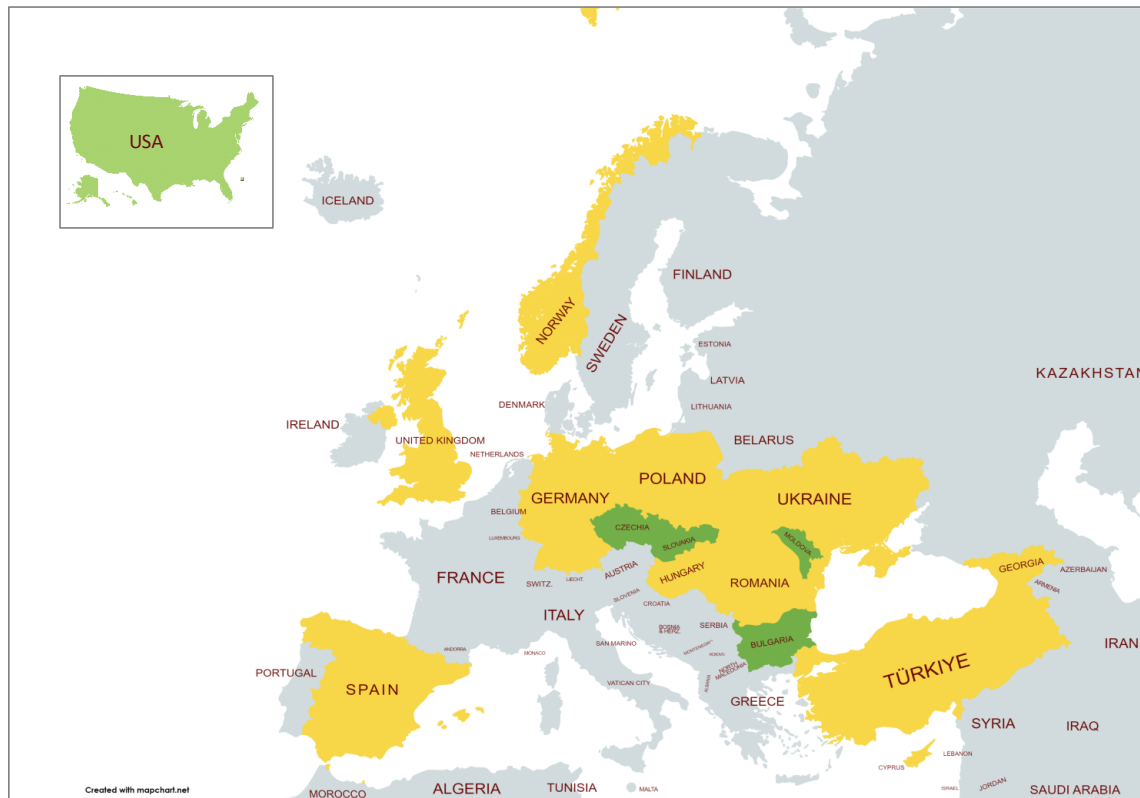 USA
ICELAND
FINLAND
NORWAY
SWEDEN
ESTONIA
LATVIA
KAZAKHSTAN
DENMARK
LITHUANIA
IRELAND
UNITED KINGDOM
BELARUS
NETHERLANDS
POLAND
GERMANY
UKRAINE
BELGIUM
CZECHIA
LUXEMBOURG
SLOVAKIA
MOLDOVA
FRANCE
SWITZ.
LIECHT.
AUSTRIA
HUNGARY
ROMANIA
GEORGIA
AZERBAIJAN
ARMENIA
SLOVENIA
CROATIA
ITALY
BOSNIA
& HERZ.
SERBIA
SAN MARINO
MONTENEGRO
KOSOVO
BULGARIA
IRAN
ANDORRA
MONACO
PORTUGAL
SPAIN
VATICAN CITY
NORTH
MACEDONIA
ALBANIA
GREECE
TÜRKIYE
SYRIA
IRAQ
CYPRUS
LEBANON
ISRAEL
JORDAN
SAUDI ARABIA
MOROCCO
ALGERIA
TUNISIA
MALTA
Created with mapchart.net